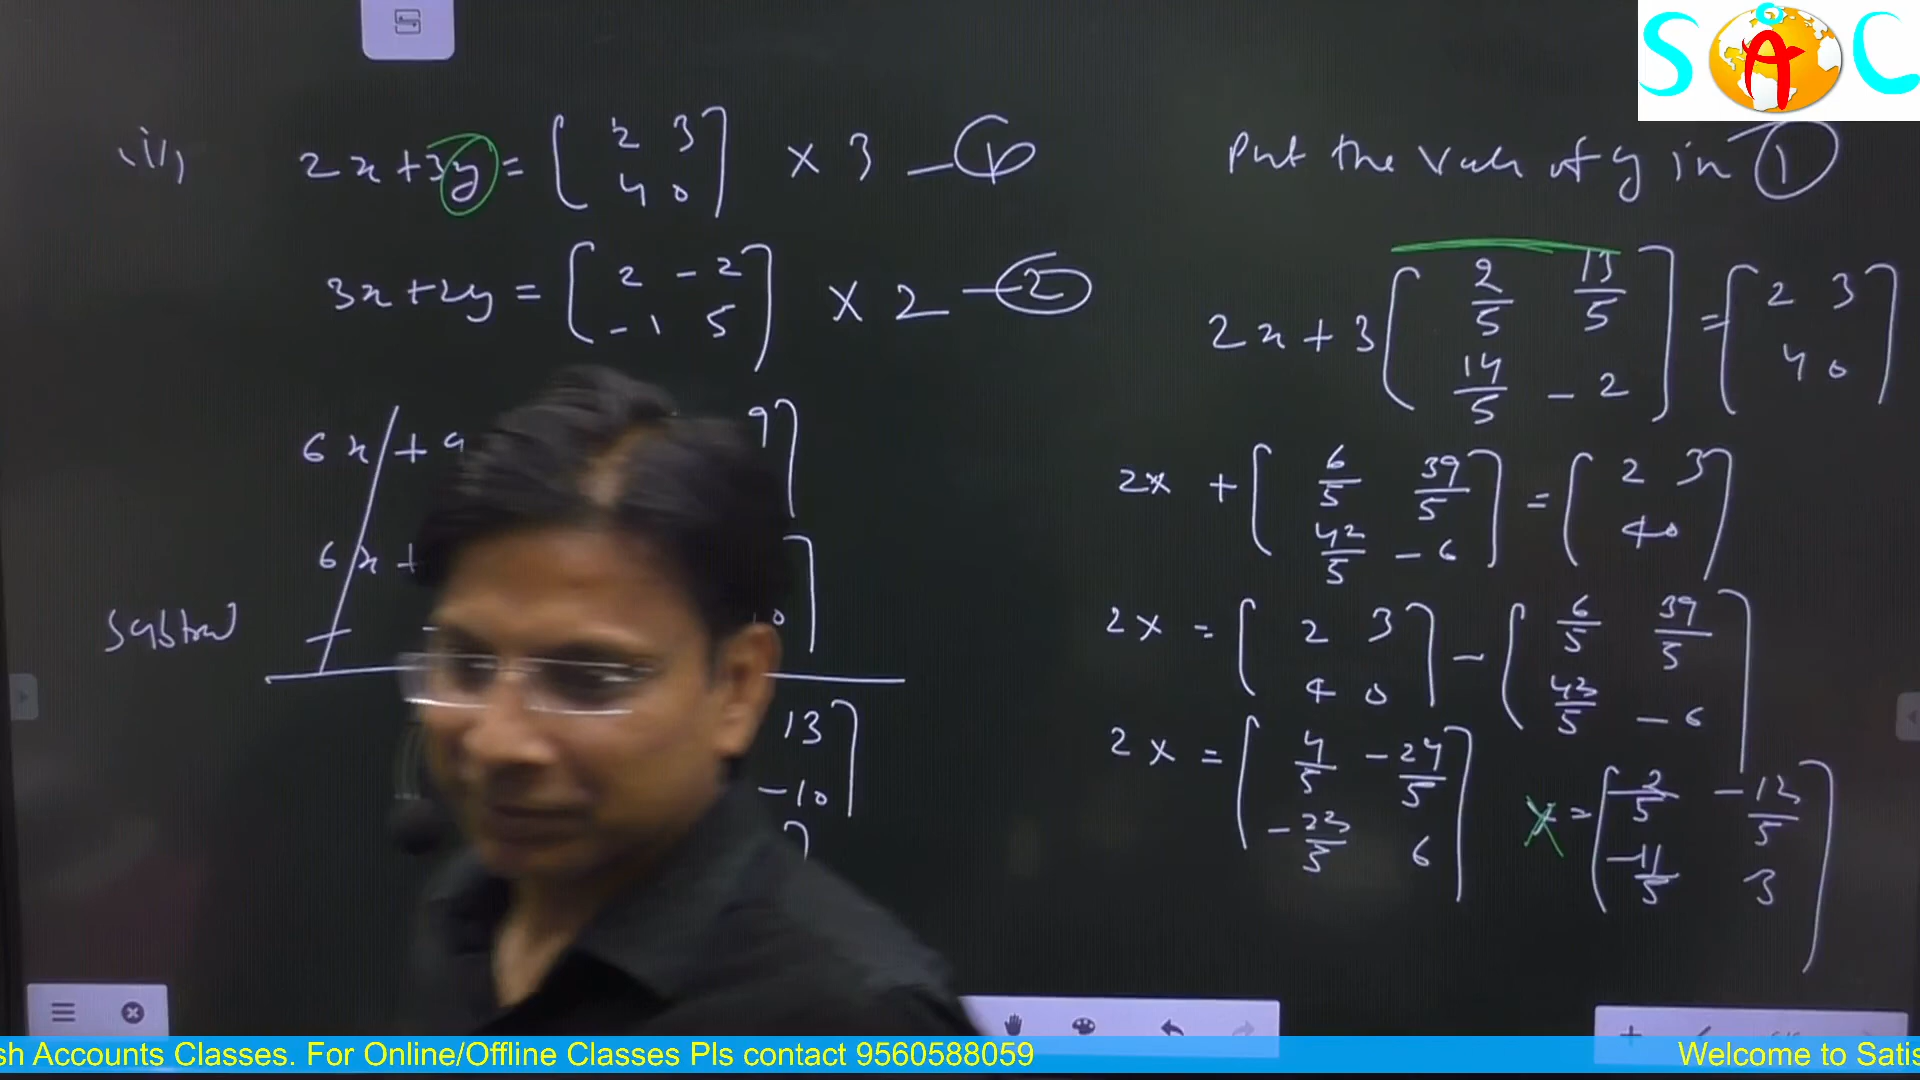 (ii)
2x + 3y = [ 2 3
4 0 ] × 3 — ①
3x + 2y = [ 2 -2
-1 5 ] × 2 — ②
6x + 9
9 ]
6x +
Subtract
13
-10 ]
Put the value of y in ①
2x + 3 [ 2/5 13/5
14/5 -2 ] = [ 2 3
4 0 ]
2x + [ 6/5 39/5
42/5 -6 ] = [ 2 3
4 0 ]
2x = [ 2 3
4 0 ] - [ 6/5 39/5
42/5 -6 ]
2x = [ 4/5 -24/5
-22/5 6 ]
x = [ 2/5 -12/5
-11/5 3 ]
SAC
sh Accounts Classes. For Online/Offline Classes Pls contact 9560588059
Welcome to Satis